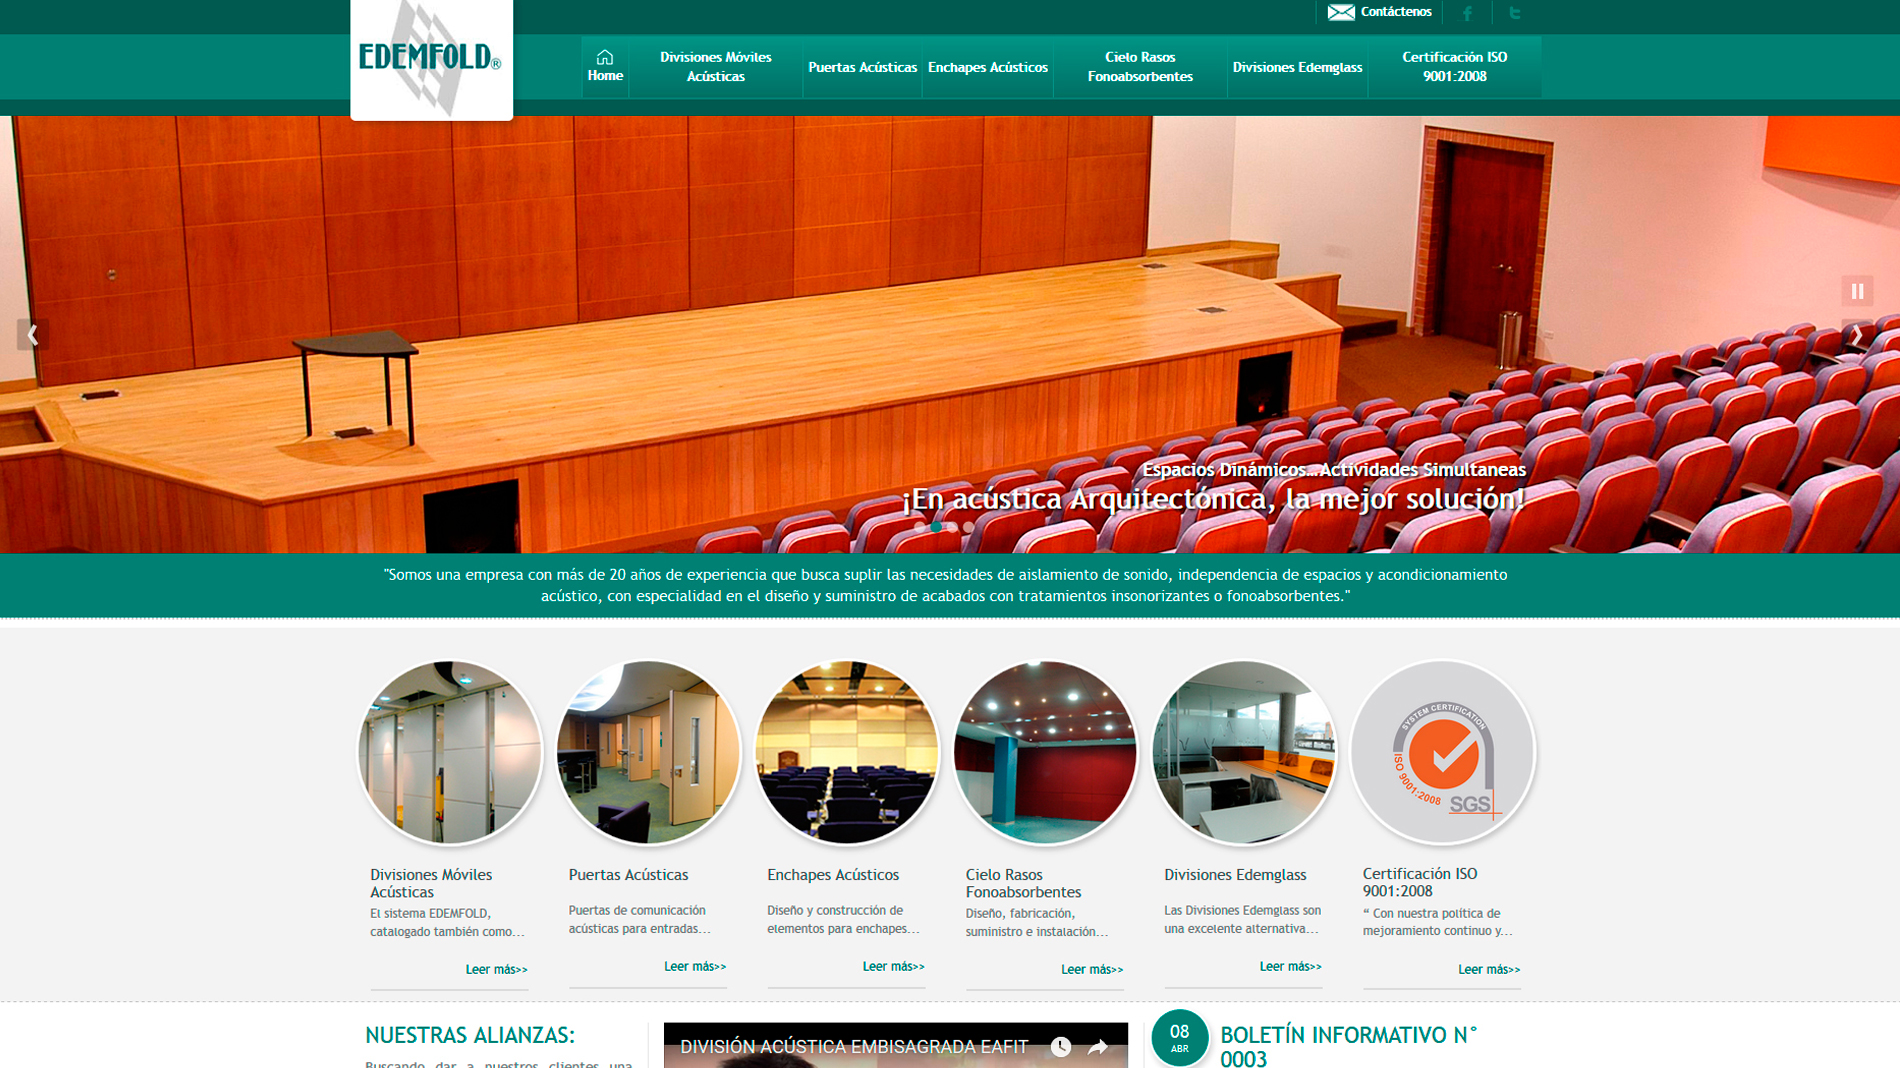 Contáctenos
EDEMFOLD®
Home
Divisiones Móviles
Acústicas
Puertas Acústicas
Enchapes Acústicos
Cielo Rasos
Fonoabsorbentes
Divisiones Edemglass
Certificación ISO
9001:2008
Espacios Dinámicos...Actividades Simultaneas
¡En acústica Arquitectónica, la mejor solución!
"Somos una empresa con más de 20 años de experiencia que busca suplir las necesidades de aislamiento de sonido, independencia de espacios y acondicionamiento
acústico, con especialidad en el diseño y suministro de acabados con tratamientos insonorizantes o fonoabsorbentes."
SYSTEM CERTIFICATION
ISO 9001:2008
SGS
Divisiones Móviles
Acústicas
El sistema EDEMFOLD,
catalogado también como...
Leer más>>
Puertas Acústicas
Puertas de comunicación
acústicas para entradas...
Leer más>>
Enchapes Acústicos
Diseño y construcción de
elementos para enchapes...
Leer más>>
Cielo Rasos
Fonoabsorbentes
Diseño, fabricación,
suministro e instalación...
Leer más>>
Divisiones Edemglass
Las Divisiones Edemglass son
una excelente alternativa...
Leer más>>
Certificación ISO
9001:2008
“ Con nuestra política de
mejoramiento continuo y...
Leer más>>
NUESTRAS ALIANZAS:
Buscando dar a nuestros clientes una
DIVISIÓN ACÚSTICA EMBISAGRADA EAFIT
08
ABR
BOLETÍN INFORMATIVO N°
0003